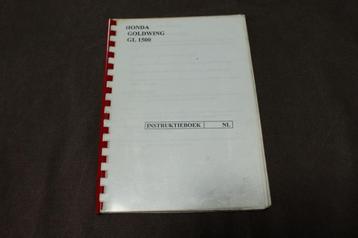 HONDA
GOLDWING
GL 1500
INSTRUKTIEBOEK NL